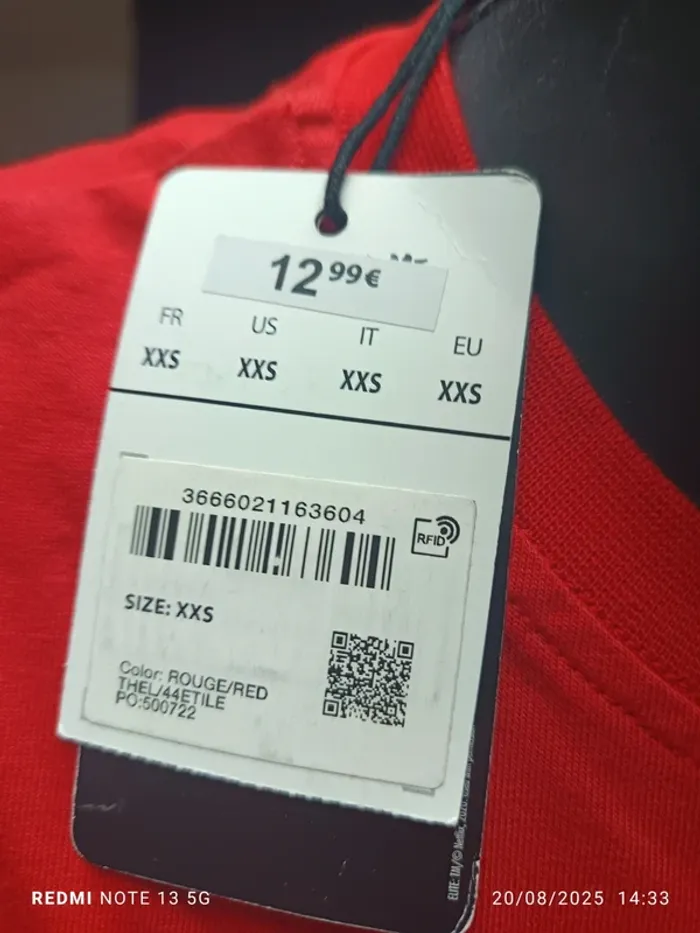 12 99€
FR US IT EU
XXS XXS XXS XXS
3666021163604
RFID
SIZE: XXS
Color: ROUGE/RED
THEL/44ETILE
PO:500722
REDMI NOTE 13 5G
20/08/2025 14:33